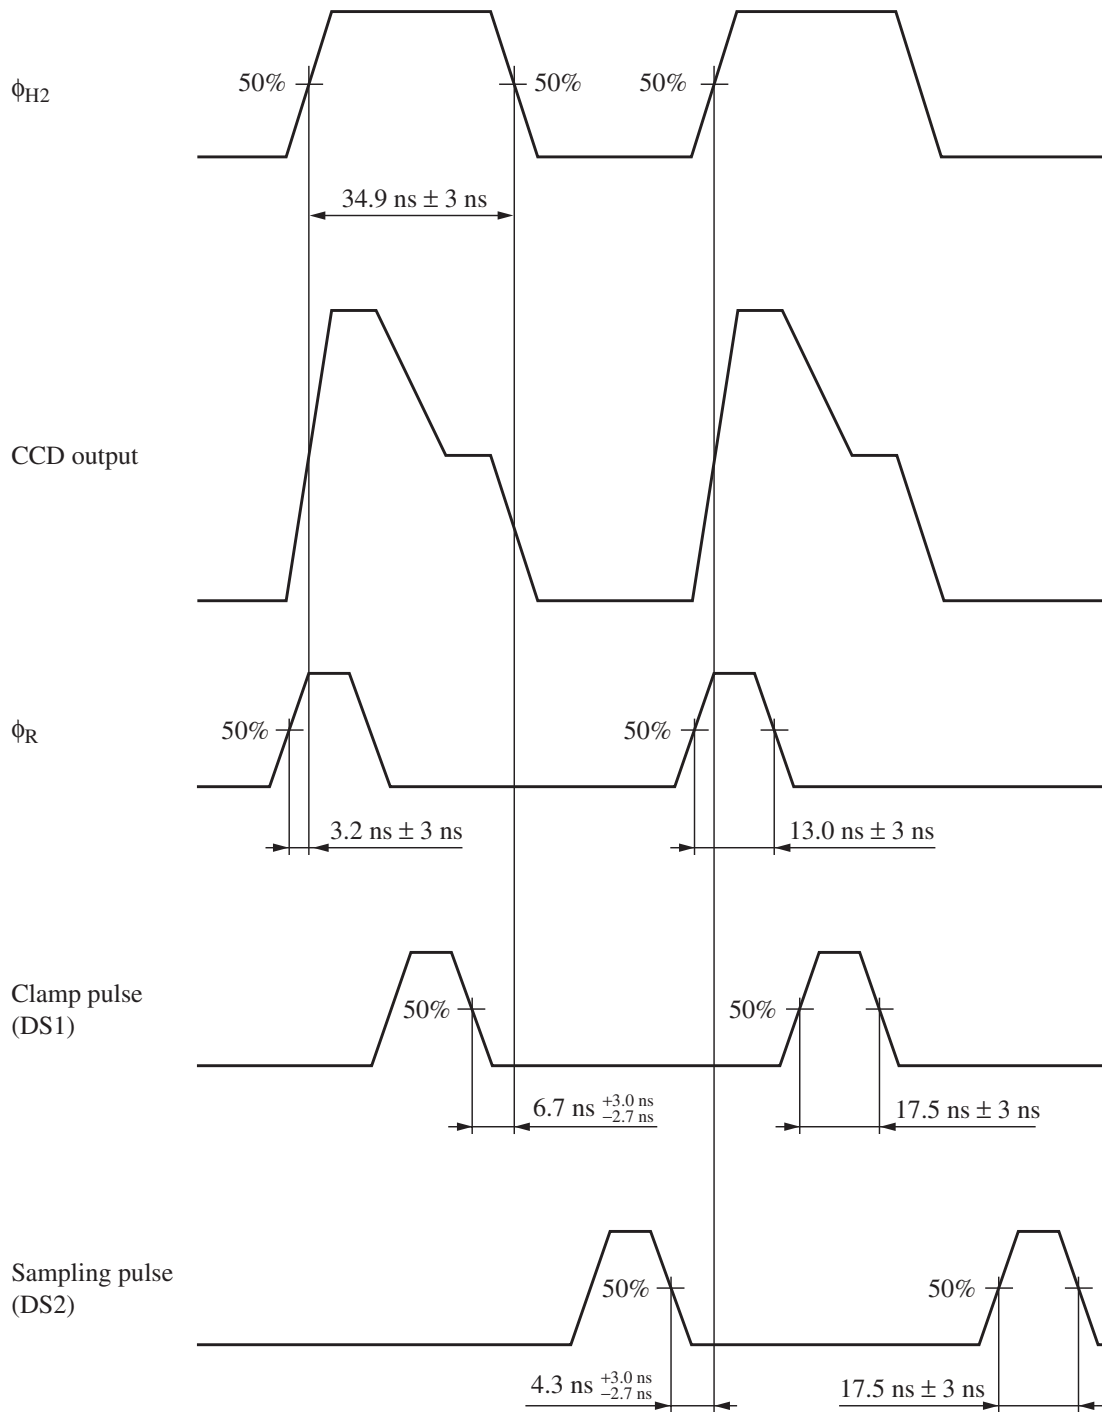 50%
50%
50%
ϕH2
34.9 ns ± 3 ns
CCD output
ϕR
50%
50%
3.2 ns ± 3 ns
13.0 ns ± 3 ns
Clamp pulse
(DS1)
50%
50%
6.7 ns +3.0 ns −2.7 ns
17.5 ns ± 3 ns
Sampling pulse
(DS2)
50%
50%
4.3 ns +3.0 ns −2.7 ns
17.5 ns ± 3 ns